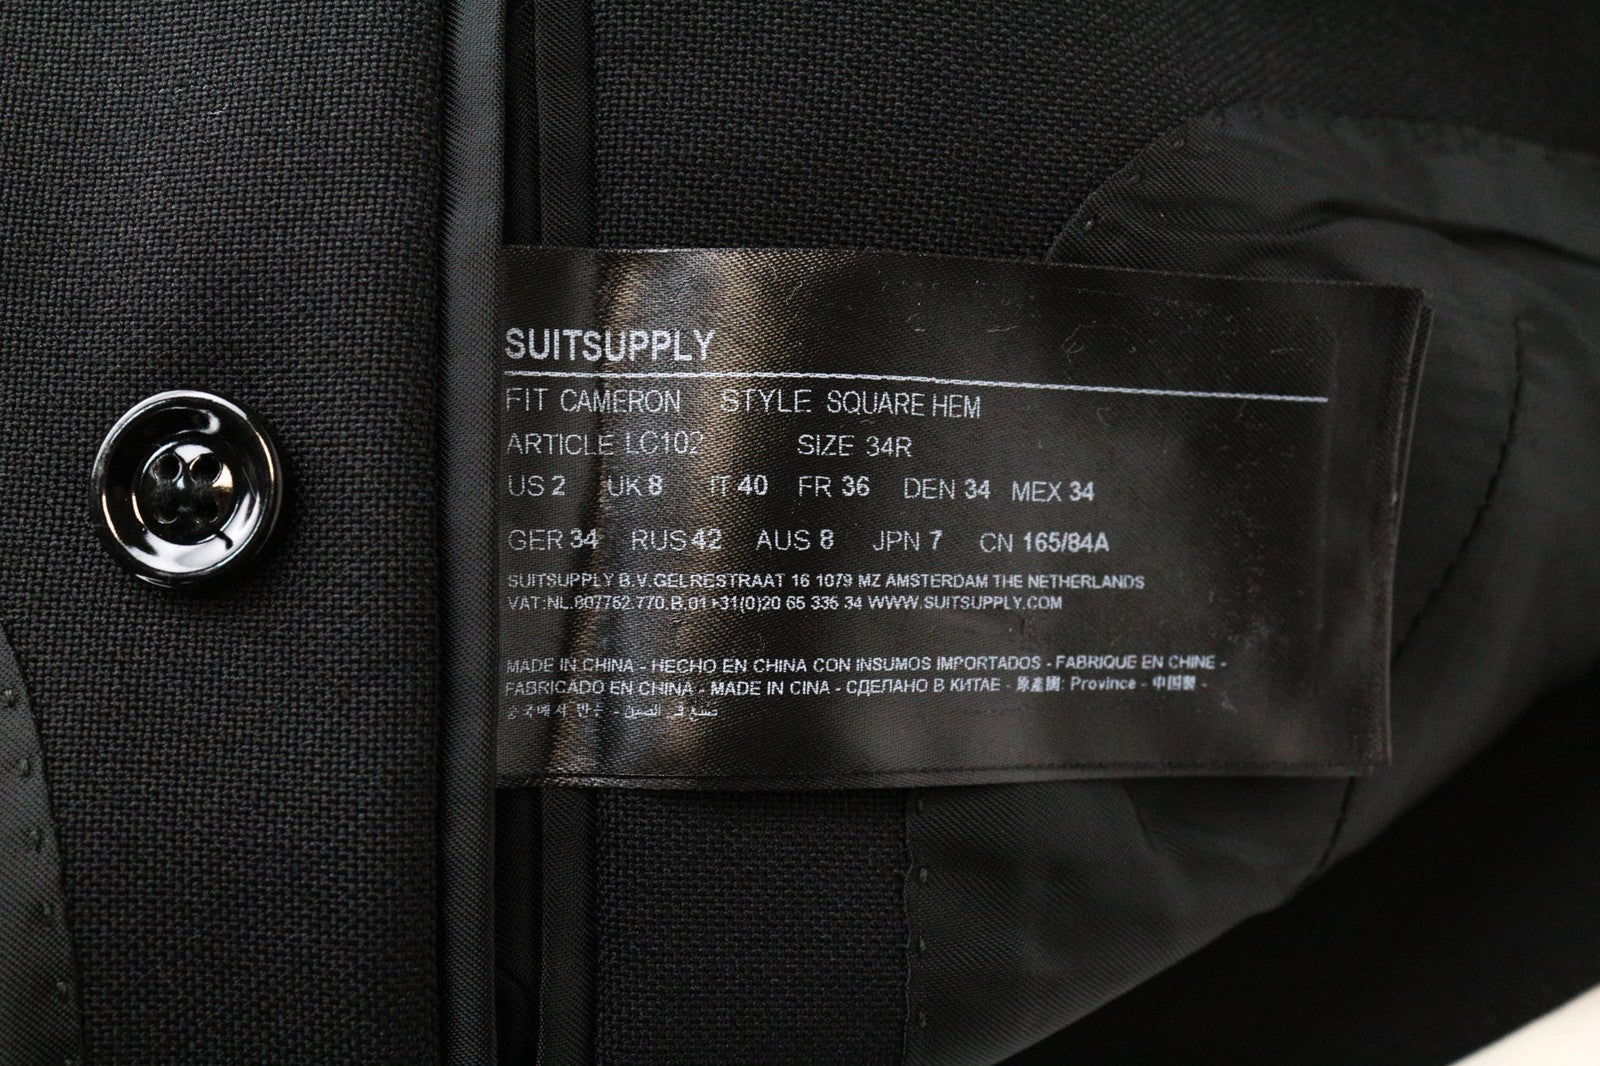 SUITSUPPLY
FIT CAMERON STYLE SQUARE HEM
ARTICLE LC102 SIZE 34R
US 2 UK 8 IT 40 FR 36 DEN 34 MEX 34
GER 34 RUS 42 AUS 8 JPN 7 CN 165/84A
SUITSUPPLY B.V.GELRESTRAAT 16 1079 MZ AMSTERDAM THE NETHERLANDS
VAT:NL.807762.770.B.01 +31(0)20 65 336 34 WWW.SUITSUPPLY.COM
MADE IN CHINA - HECHO EN CHINA CON INSUMOS IMPORTADOS - FABRIQUE EN CHINE -
FABRICADO EN CHINA - MADE IN CINA - СДЕЛАНО В КИТАЕ - 原產國: Province - 中国製 -